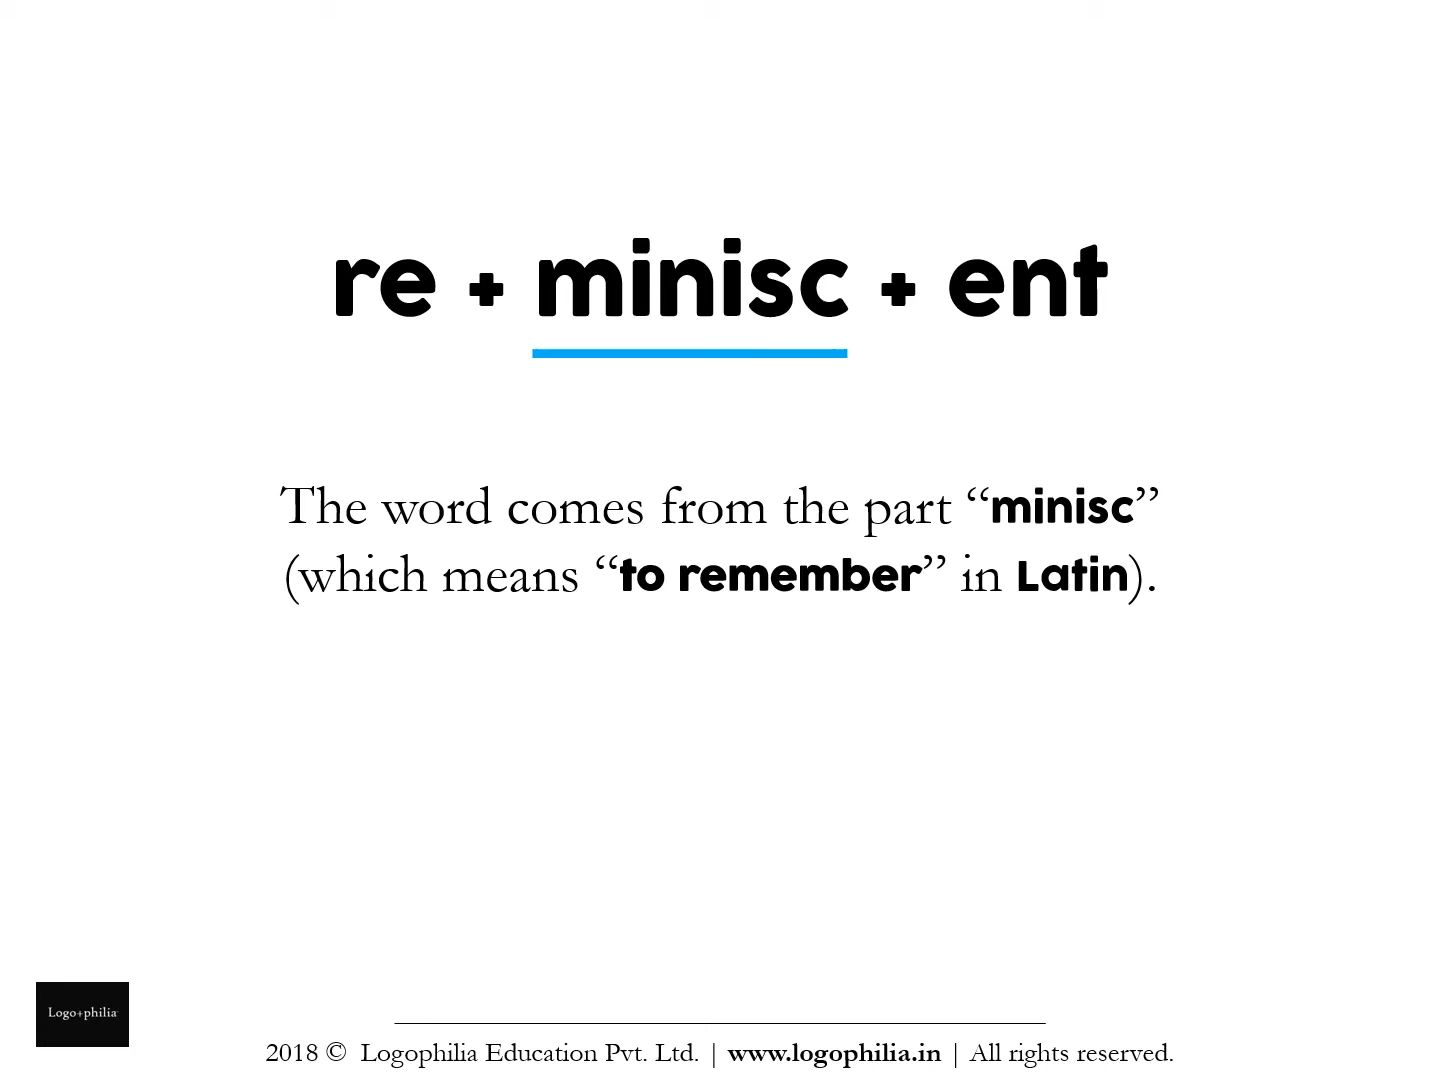 re + minisc + ent
The word comes from the part “minisc”
(which means “to remember” in Latin).
Logo+philia
2018 © Logophilia Education Pvt. Ltd. | www.logophilia.in | All rights reserved.